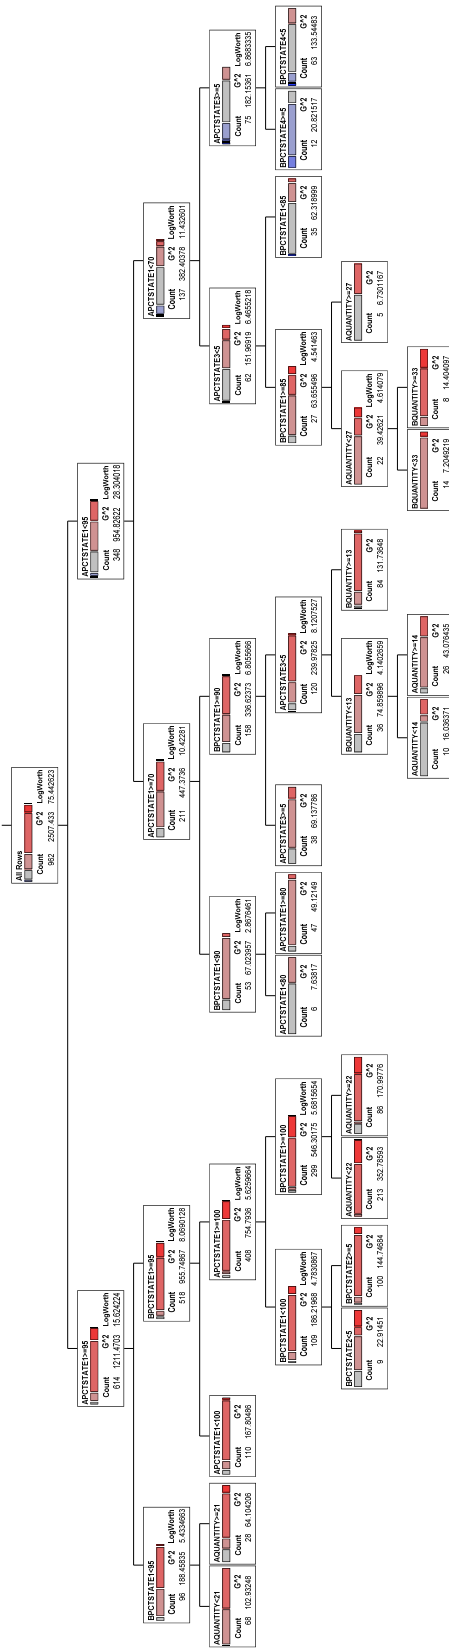 All Rows
Count G^2 LogWorth
962 2507.433 75.442623
APCTSTATE1>=95
Count G^2 LogWorth
614 1211.4703 15.624224
APCTSTATE1<95
Count G^2 LogWorth
348 954.82622 28.304018
BPCTSTATE1<95
Count G^2 LogWorth
96 188.45835 5.4334663
BPCTSTATE1>=95
Count G^2 LogWorth
518 955.74867 8.0690128
APCTSTATE1>=70
Count G^2 LogWorth
211 447.3736 10.42281
APCTSTATE1<70
Count G^2 LogWorth
137 382.40378 11.432601
AQUANTITY<21
Count G^2
68 102.93248
AQUANTITY>=21
Count G^2
28 64.104206
APCTSTATE1<100
Count G^2
110 167.80486
APCTSTATE1>=100
Count G^2 LogWorth
408 754.7936 5.6259664
BPCTSTATE1<90
Count G^2 LogWorth
53 67.023957 2.8676461
BPCTSTATE1>=90
Count G^2 LogWorth
158 336.62373 6.8055666
APCTSTATE3<5
Count G^2 LogWorth
62 151.96919 6.4655218
APCTSTATE3>=5
Count G^2 LogWorth
75 182.15361 6.8683335
BPCTSTATE1<100
Count G^2 LogWorth
109 186.21968 4.7830867
BPCTSTATE1>=100
Count G^2 LogWorth
299 546.30175 5.6815654
APCTSTATE1<80
Count G^2
6 7.63817
APCTSTATE1>=80
Count G^2
47 49.12149
APCTSTATE3>=5
Count G^2
38 69.137786
APCTSTATE3<5
Count G^2 LogWorth
120 239.97825 8.1207527
BPCTSTATE1>=85
Count G^2 LogWorth
27 63.655496 4.541463
BPCTSTATE1<85
Count G^2
35 62.318999
BPCTSTATE4>=5
Count G^2
12 20.821517
BPCTSTATE4<5
Count G^2
63 133.54483
BPCTSTATE2<5
Count G^2
9 22.91451
BPCTSTATE2>=5
Count G^2
100 144.74684
AQUANTITY<22
Count G^2
213 352.78593
AQUANTITY>=22
Count G^2
86 170.99776
BQUANTITY<13
Count G^2 LogWorth
36 74.859896 4.1402659
BQUANTITY>=13
Count G^2
84 131.73648
AQUANTITY<27
Count G^2 LogWorth
22 39.42621 4.614079
AQUANTITY>=27
Count G^2
5 6.7301167
AQUANTITY<14
Count G^2
10 16.036371
AQUANTITY>=14
Count G^2
26 43.076435
BQUANTITY<33
Count G^2
14 7.2049219
BQUANTITY>=33
Count G^2
8 14.404097